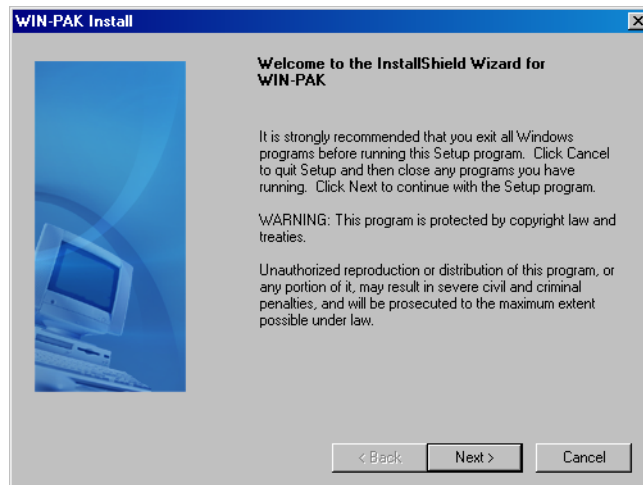 WIN-PAK Install
Welcome to the InstallShield Wizard for
WIN-PAK
It is strongly recommended that you exit all Windows
programs before running this Setup program. Click Cancel
to quit Setup and then close any programs you have
running. Click Next to continue with the Setup program.
WARNING: This program is protected by copyright law and
treaties.
Unauthorized reproduction or distribution of this program, or
any portion of it, may result in severe civil and criminal
penalties, and will be prosecuted to the maximum extent
possible under law.
< Back Next > Cancel